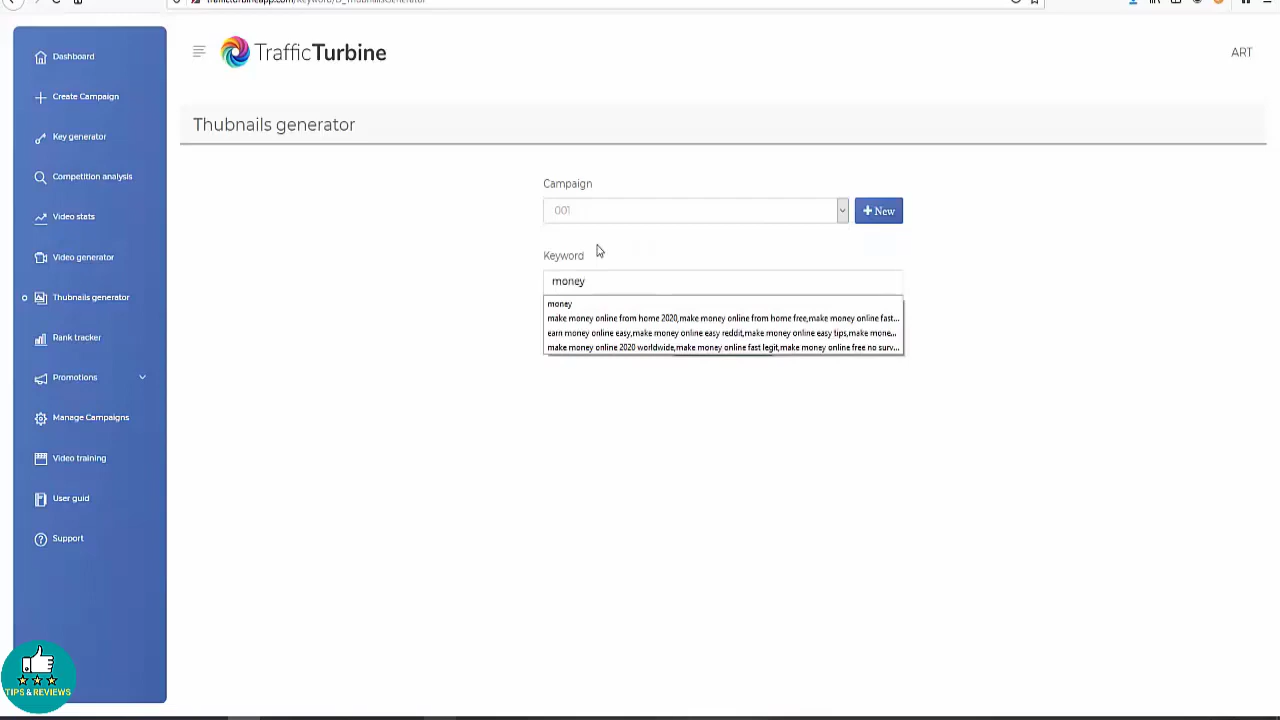 Dashboard
Create Campaign
Key generator
Competition analysis
Video stats
Video generator
Thubnails generator
Rank tracker
Promotions
Manage Campaigns
Video training
User guid
Support
TIPS & REVIEWS
TrafficTurbine
ART
Thubnails generator
Campaign
001
New
Keyword
money
money
make money online from home 2020,make money online from home free,make money online fast...
earn money online easy,make money online easy reddit,make money online easy tips,make mone...
make money online 2020 worldwide,make money online fast legit,make money online free no surv...